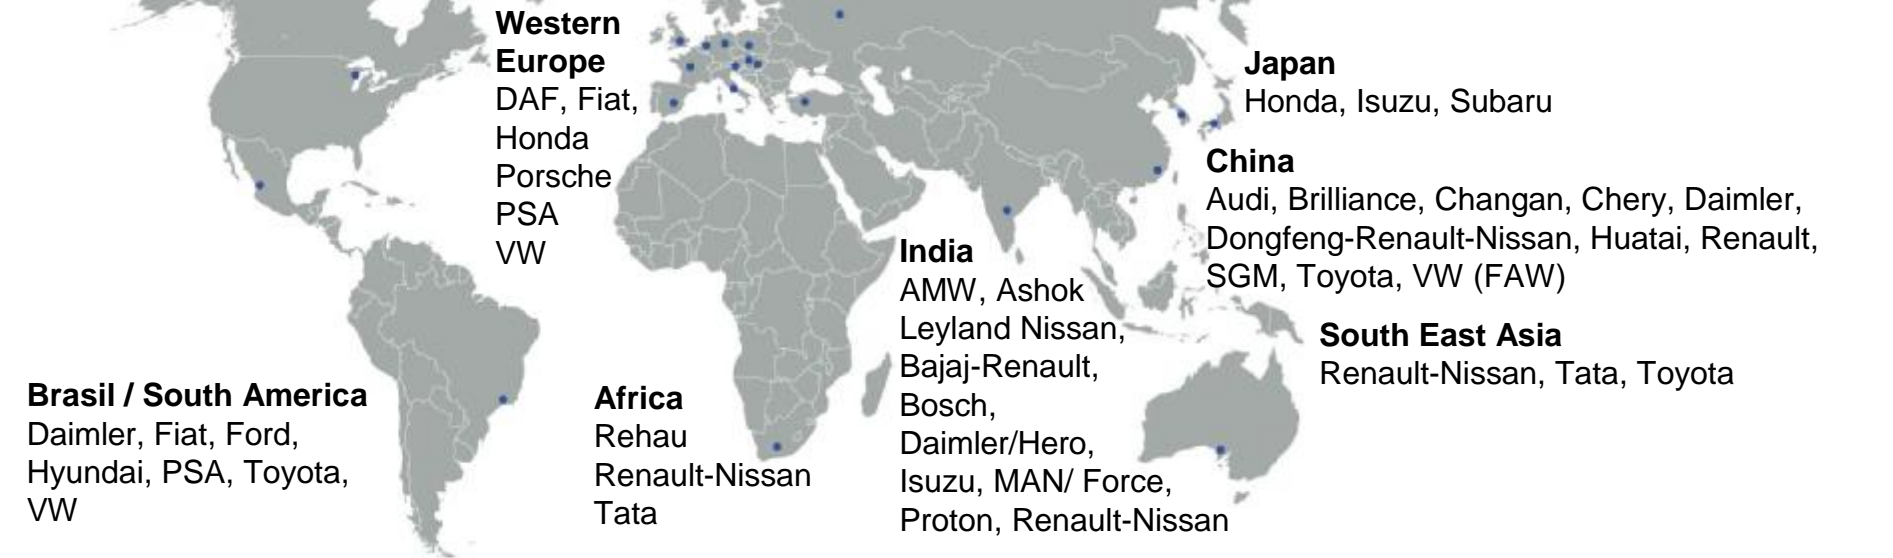 Western
Europe
DAF, Fiat,
Honda
Porsche
PSA
VW
Japan
Honda, Isuzu, Subaru
China
Audi, Brilliance, Changan, Chery, Daimler,
Dongfeng-Renault-Nissan, Huatai, Renault,
SGM, Toyota, VW (FAW)
India
AMW, Ashok
Leyland Nissan,
Bajaj-Renault,
Bosch,
Daimler/Hero,
Isuzu, MAN/ Force,
Proton, Renault-Nissan
South East Asia
Renault-Nissan, Tata, Toyota
Brasil / South America
Daimler, Fiat, Ford,
Hyundai, PSA, Toyota,
VW
Africa
Rehau
Renault-Nissan
Tata